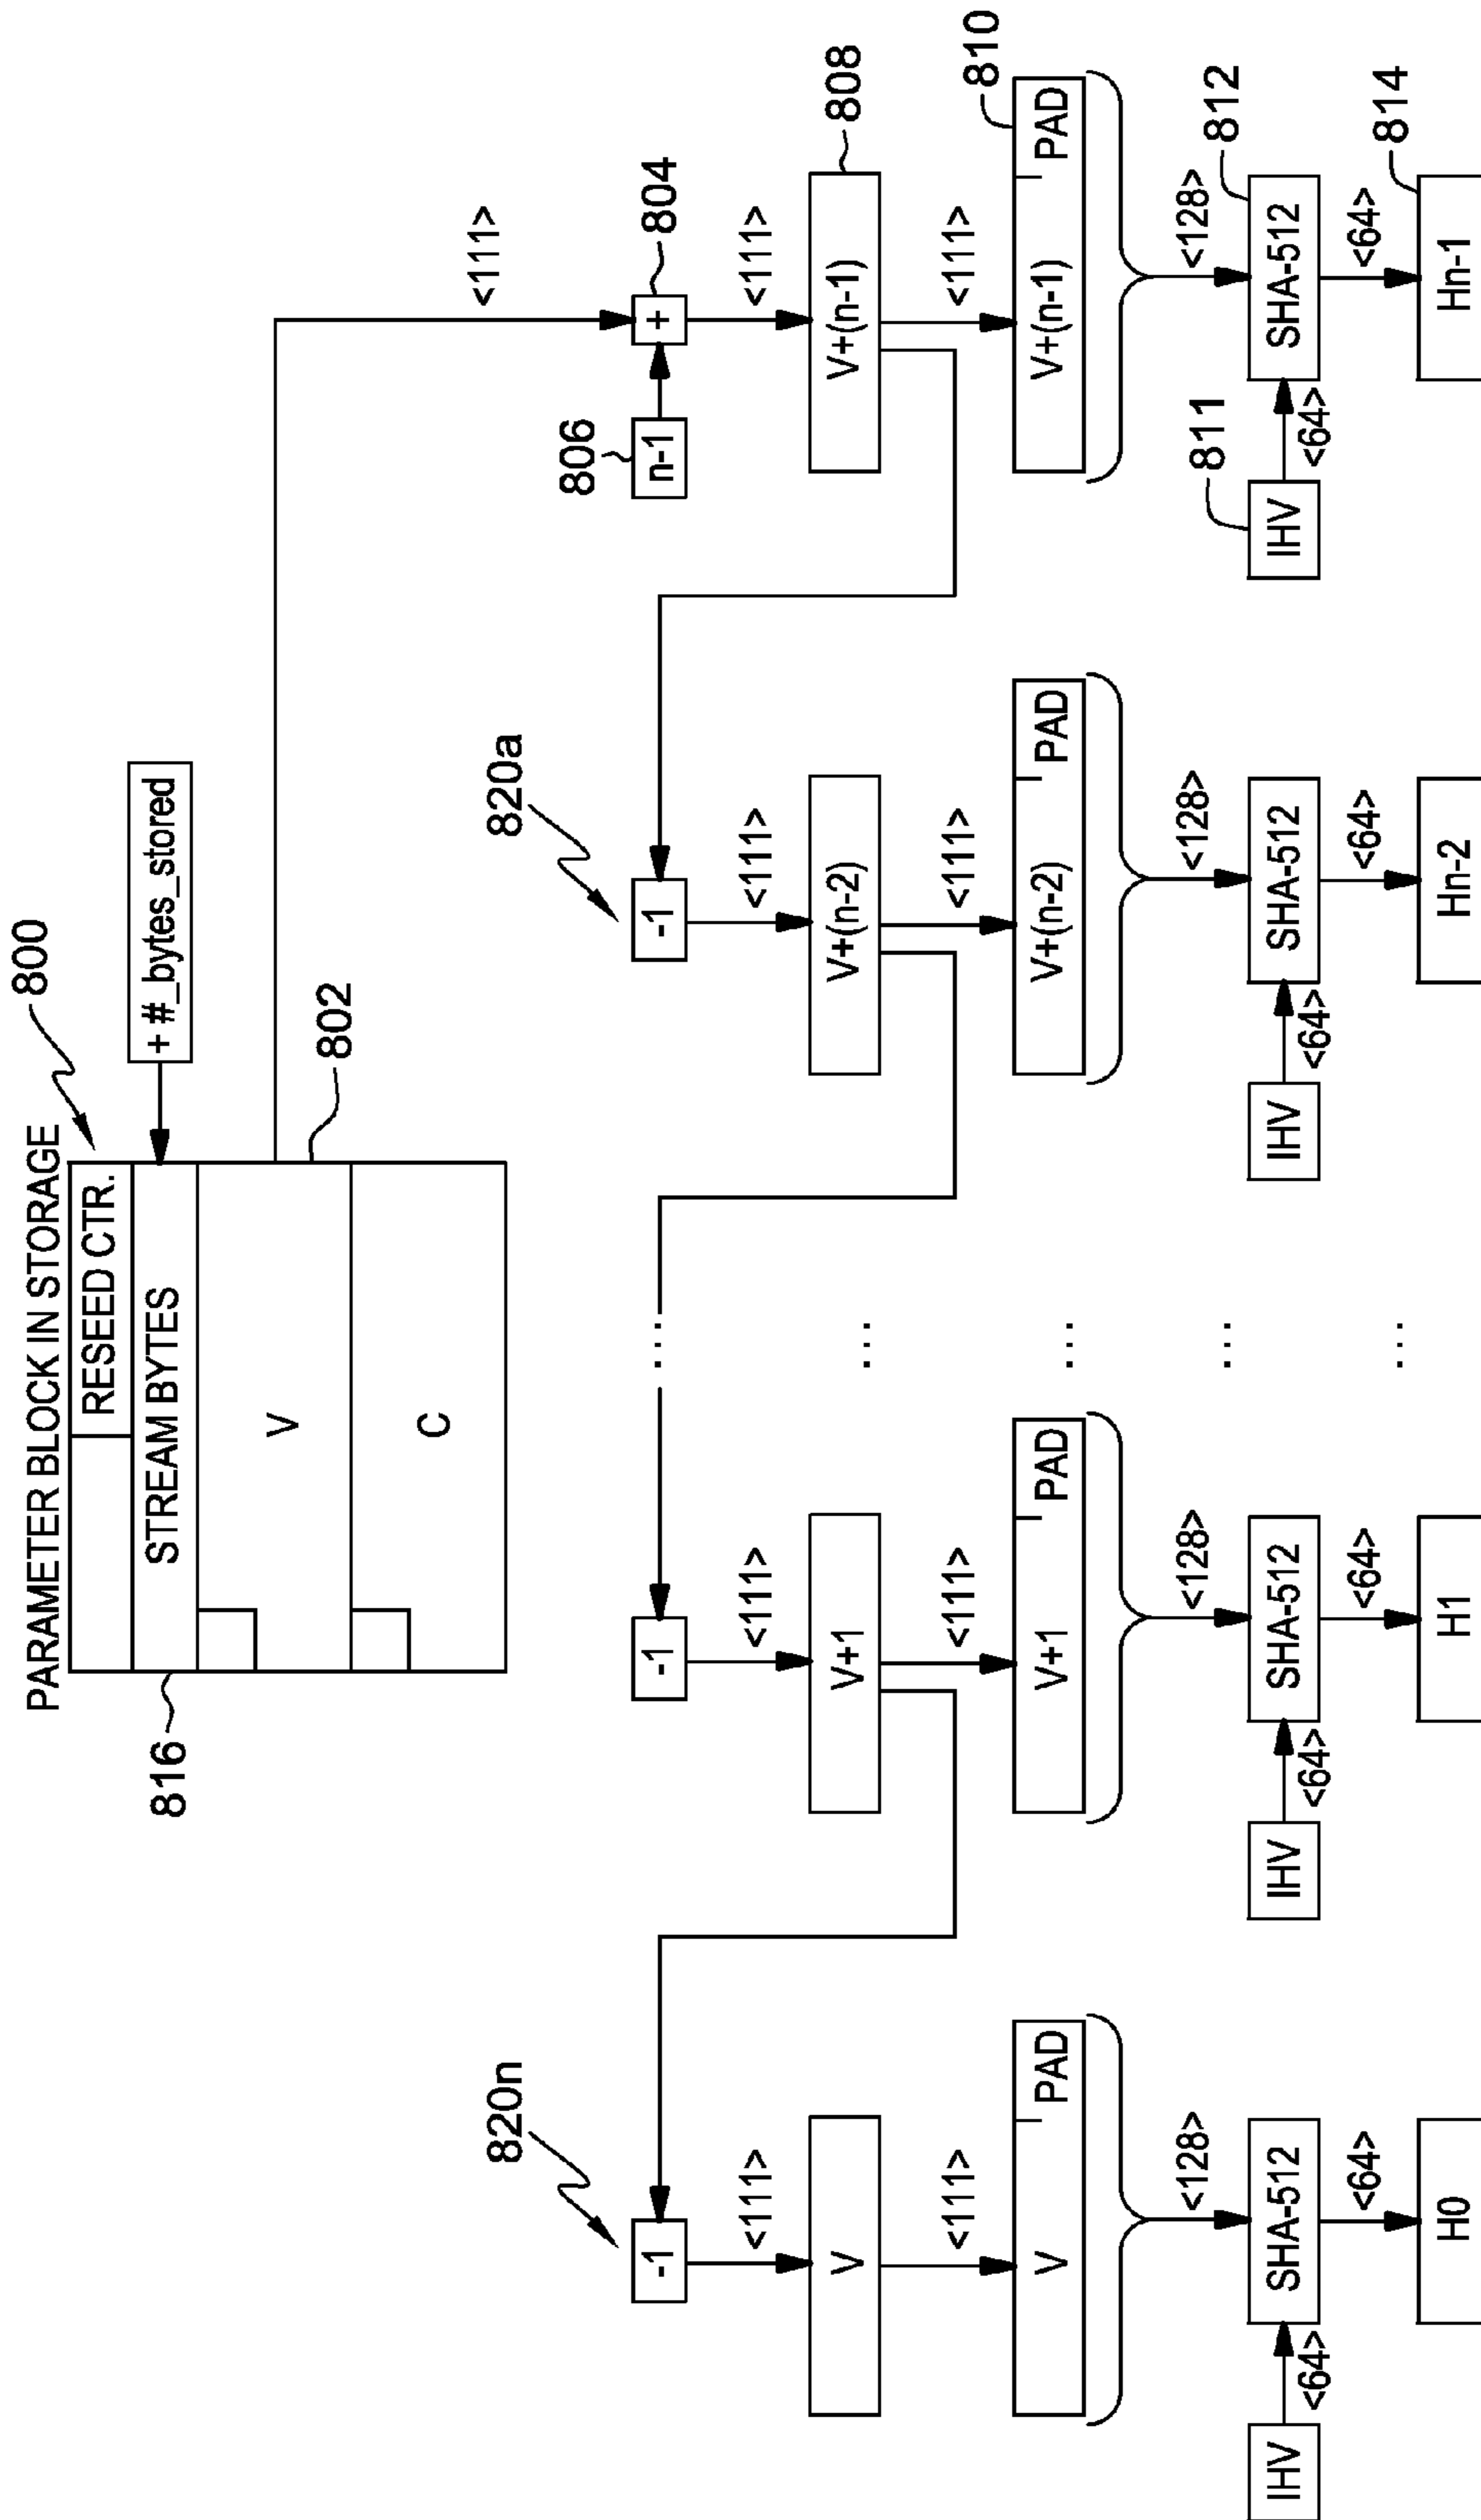 PARAMETER BLOCK IN STORAGE
800
RESEED CTR.
816
STREAM BYTES
+ #_bytes_stored
V
802
C
<111>
820n
820a
806
804
-1
-1
...
-1
n-1
+
<111>
<111>
<111>
<111>
808
V
V+1
...
V+(n-2)
V+(n-1)
<111>
<111>
<111>
<111>
810
V
PAD
V+1
PAD
...
V+(n-2)
PAD
V+(n-1)
PAD
<128>
<128>
<128>
<128>
811
812
IHV
SHA-512
IHV
SHA-512
...
IHV
SHA-512
IHV
SHA-512
<64>
<64>
<64>
<64>
<64>
<64>
<64>
<64>
814
H0
H1
...
Hn-2
Hn-1